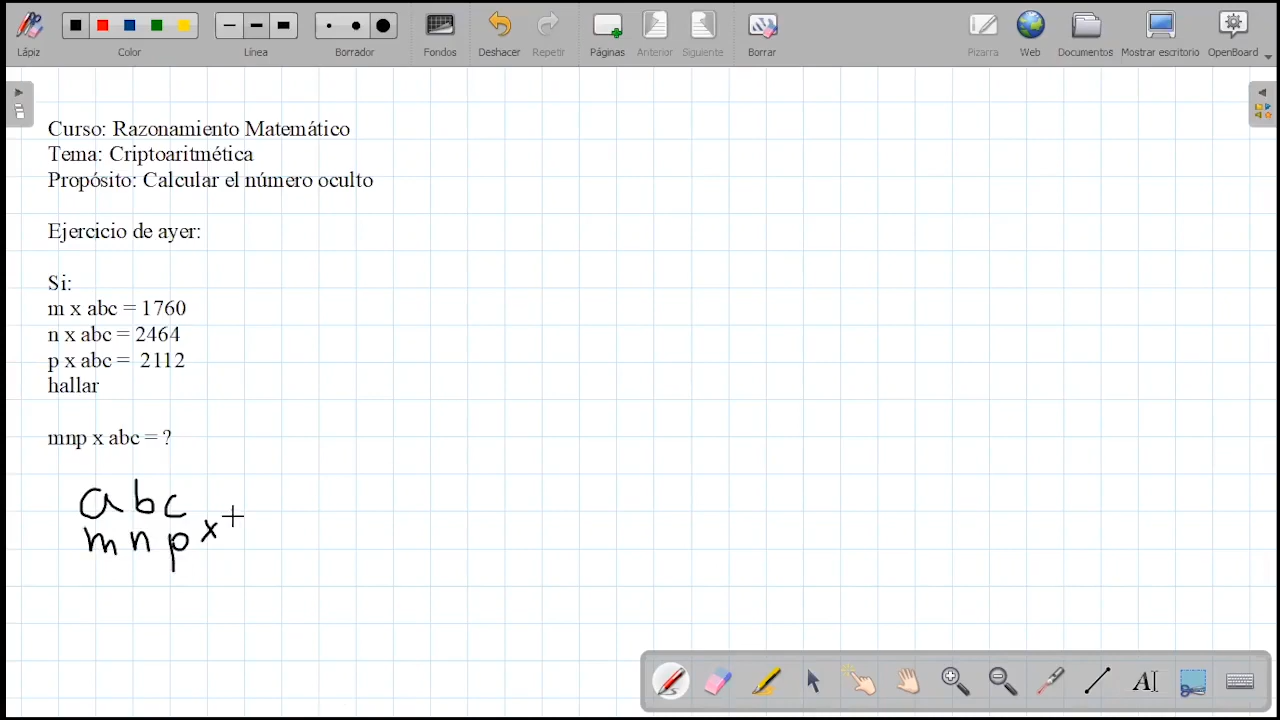 Lápiz Color Línea Borrador Fondos Deshacer Repetir Páginas Anterior Siguiente Borrar Pizarra Web Documentos Mostrar escritorio OpenBoard
Curso: Razonamiento Matemático
Tema: Criptoaritmética
Propósito: Calcular el número oculto
Ejercicio de ayer:
Si:
m x abc = 1760
n x abc = 2464
p x abc = 2112
hallar
mnp x abc = ?
a b c
m n p x